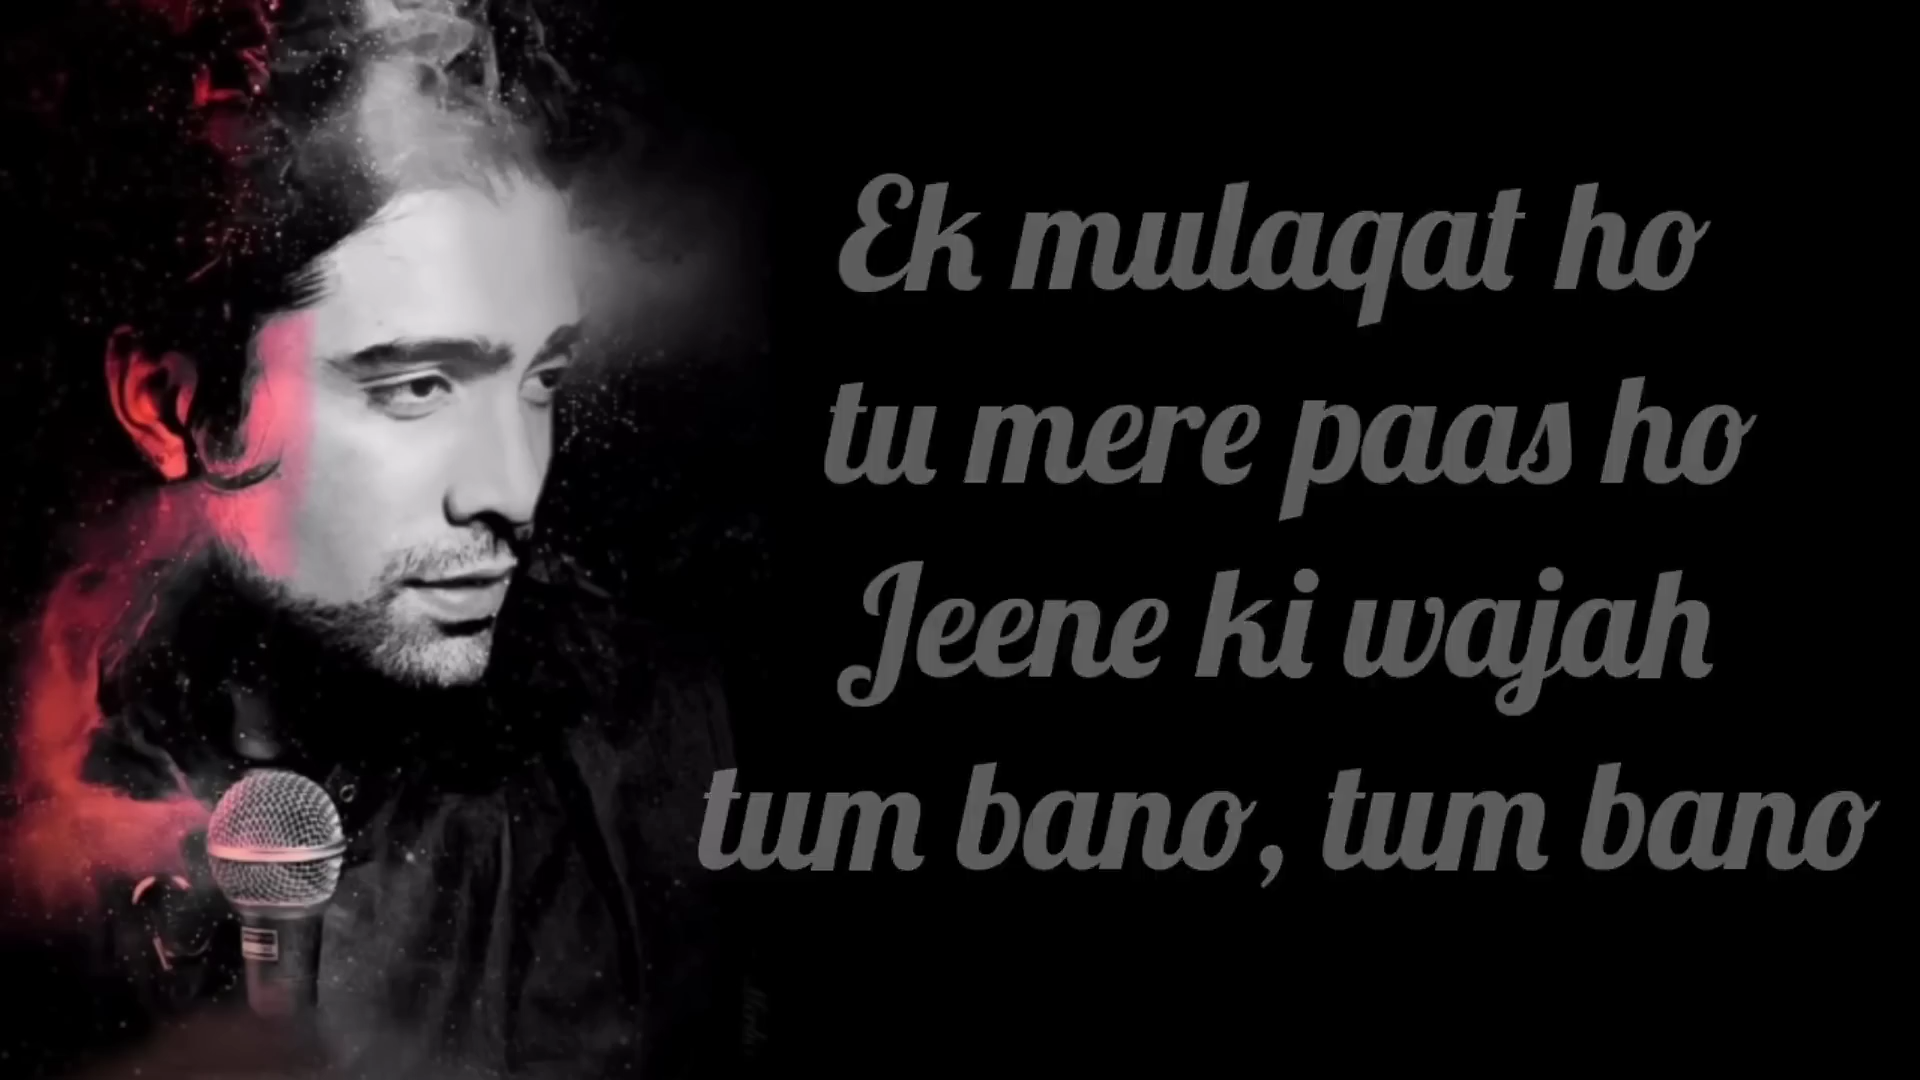 Ek mulaqat ho
tu mere paas ho
Jeene ki wajah
tum bano, tum bano